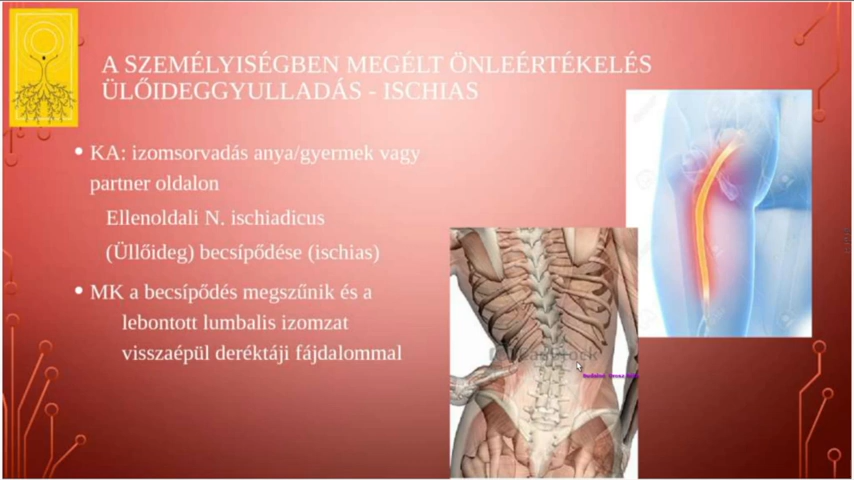 A SZEMÉLYISÉGBEN MEGÉLT ÖNLEÉRTÉKELÉS
ÜLŐIDEGGYULLADÁS - ISCHIAS
• KA: izomsorvadás anya/gyermek vagy
partner oldalon
Ellenoldali N. ischiadicus
(Üllőideg) becsípődése (ischias)
• MK a becsípődés megszűnik és a
lebontott lumbalis izomzat
visszaépül deréktáji fájdalommal